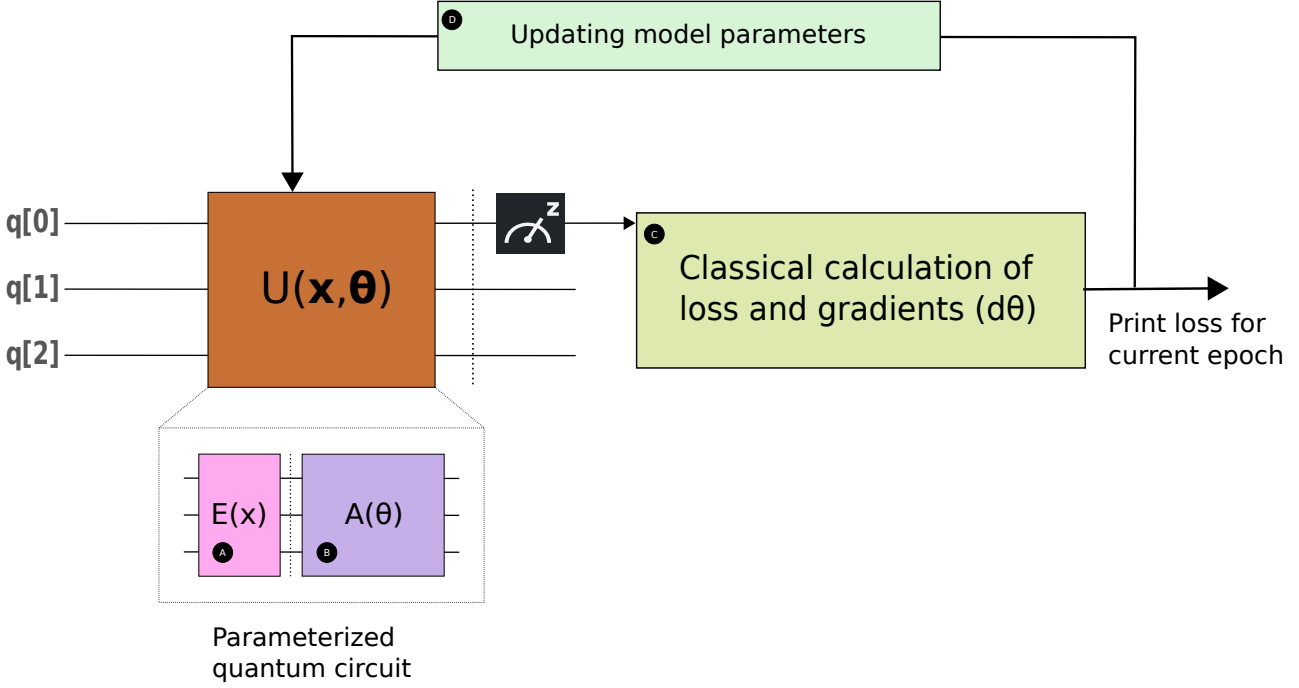 D
Updating model parameters
q[0]
q[1]
q[2]
U(x,θ)
z
C
Classical calculation of
loss and gradients (dθ)
Print loss for
current epoch
E(x)
A
A(θ)
B
Parameterized
quantum circuit